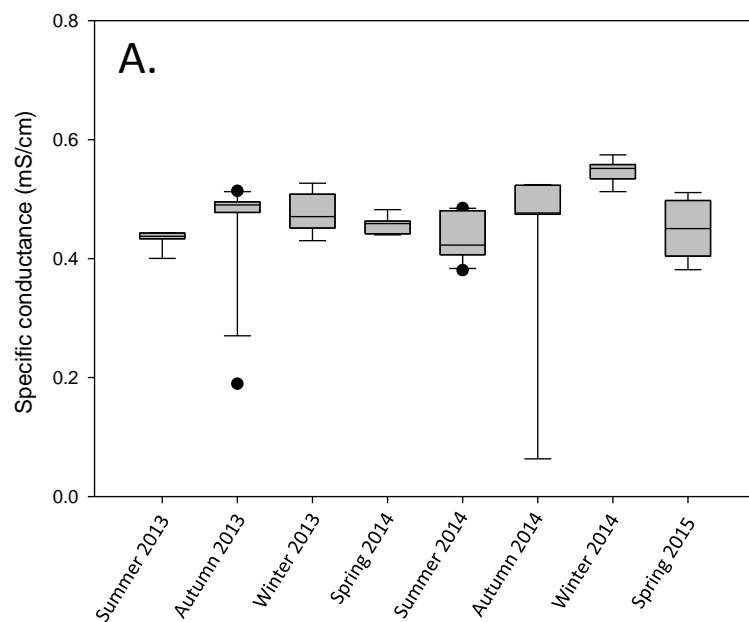 A.
Specific conductance (mS/cm)
0.8
0.6
0.4
0.2
0.0
Summer 2013
Autumn 2013
Winter 2013
Spring 2014
Summer 2014
Autumn 2014
Winter 2014
Spring 2015